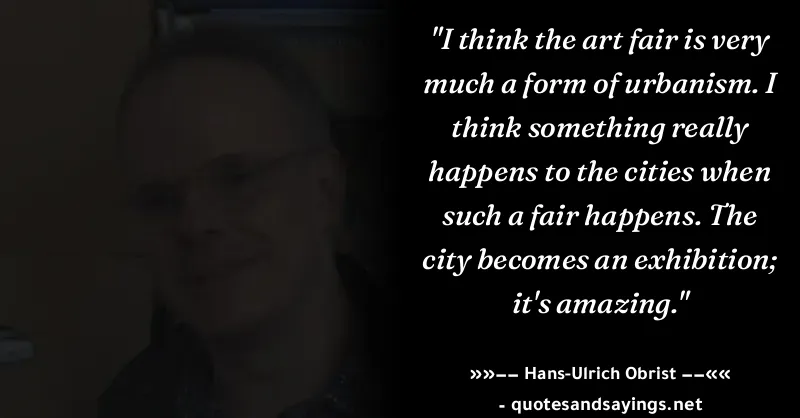 "I think the art fair is very
much a form of urbanism. I
think something really
happens to the cities when
such a fair happens. The
city becomes an exhibition;
it's amazing."
»»–– Hans-Ulrich Obrist ––««
- quotesandsayings.net